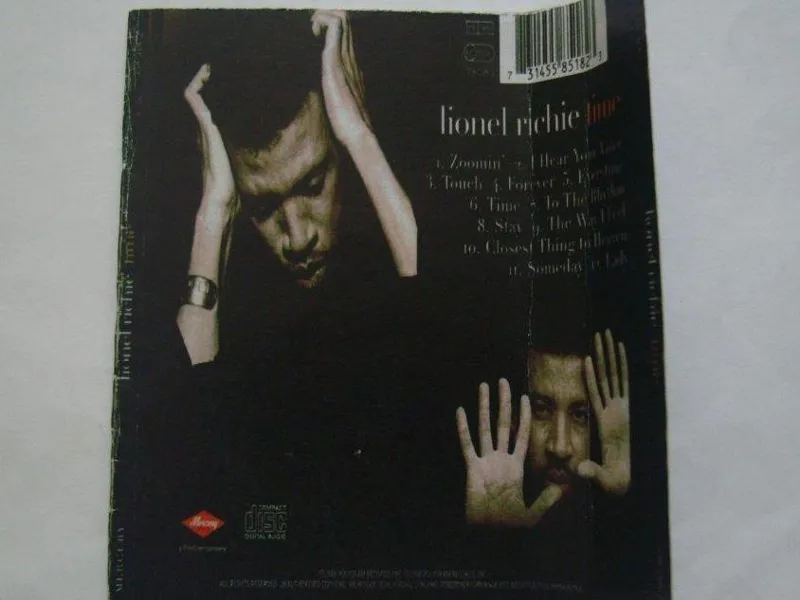 7 31455 85182 1
lionel richie time
1. Zoomin' 2. I Hear Your Voice
3. Touch 4. Forever 5. Everytime
6. Time 7. To The Rhythm
8. Stay 9. The Way I Feel
10. Closest Thing to Heaven
11. Someday 12. Lady
lionel richie time
lionel richie time
MERCURY
Mercury
COMPACT
disc
DIGITAL AUDIO